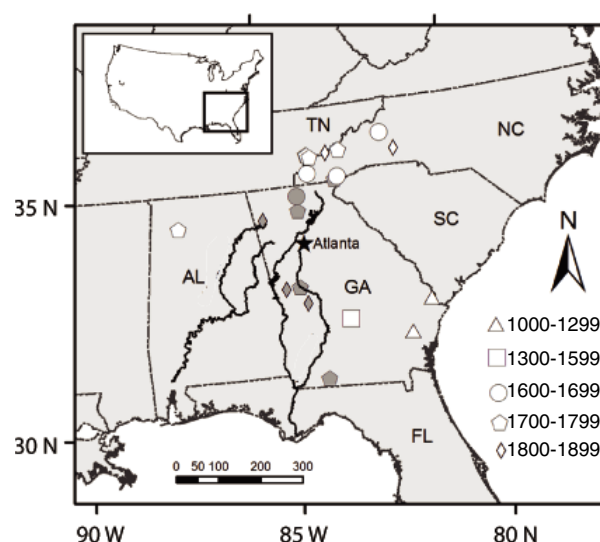 TN
NC
35 N
SC
N
Atlanta
AL
GA
1000-1299
1300-1599
1600-1699
1700-1799
1800-1899
30 N
FL
0 50 100 200 300
90 W
85 W
80 N